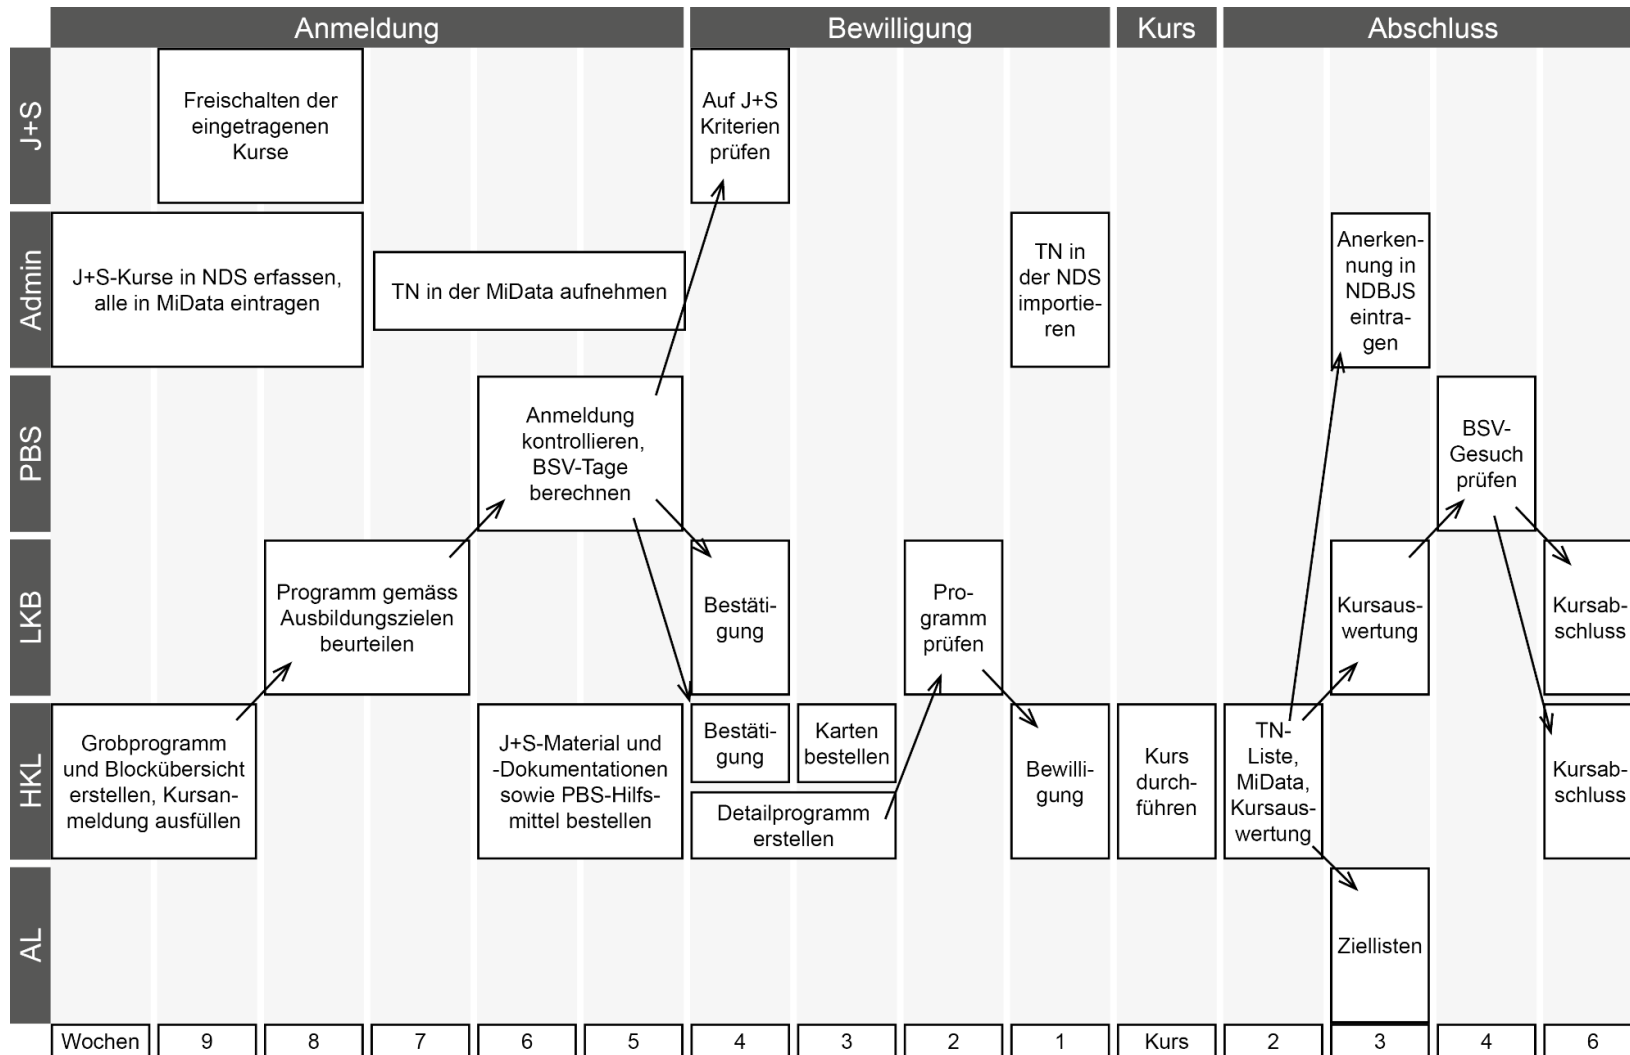 Anmeldung
Bewilligung
Kurs
Abschluss
J+S
Freischalten der
eingetragenen
Kurse
Auf J+S
Kriterien
prüfen
Admin
J+S-Kurse in NDS erfassen,
alle in MiData eintragen
TN in der MiData aufnehmen
TN in
der NDS
importie-
ren
Anerken-
nung in
NDBJS
eintra-
gen
PBS
Anmeldung
kontrollieren,
BSV-Tage
berechnen
BSV-
Gesuch
prüfen
LKB
Programm gemäss
Ausbildungszielen
beurteilen
Bestäti-
gung
Pro-
gramm
prüfen
Kursaus-
wertung
Kursab-
schluss
HKL
Grobprogramm
und Blockübersicht
erstellen, Kursan-
meldung ausfüllen
J+S-Material und
-Dokumentationen
sowie PBS-Hilfs-
mittel bestellen
Bestäti-
gung
Karten
bestellen
Detailprogramm
erstellen
Bewilli-
gung
Kurs
durch-
führen
TN-
Liste,
MiData,
Kursaus-
wertung
Kursab-
schluss
AL
Ziellisten
Wochen
9
8
7
6
5
4
3
2
1
Kurs
2
3
4
6